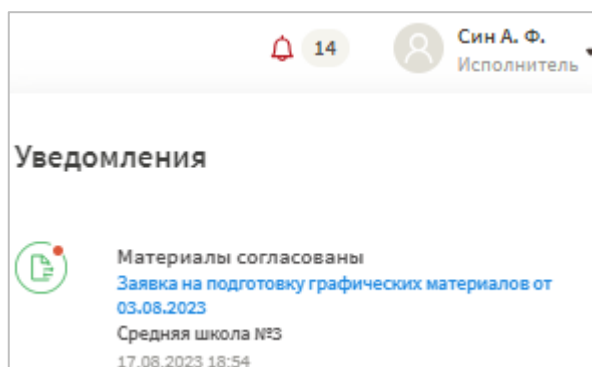 14
Син А. Ф.
Исполнитель
Уведомления
Материалы согласованы
Заявка на подготовку графических материалов от
03.08.2023
Средняя школа №3
17.08.2023 18:54